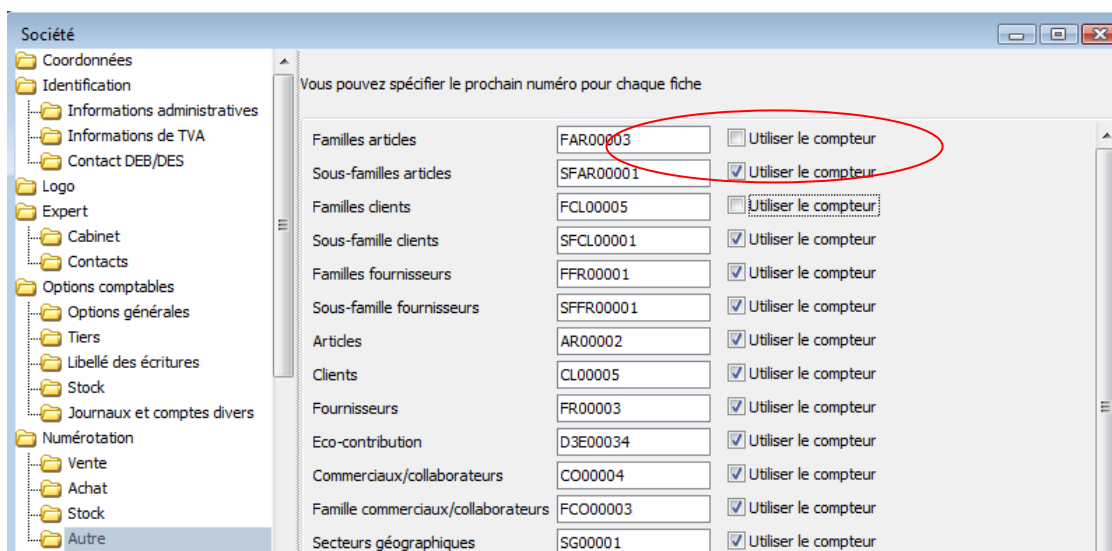 Société
Coordonnées
Identification
Informations administratives
Informations de TVA
Contact DEB/DES
Logo
Expert
Cabinet
Contacts
Options comptables
Options générales
Tiers
Libellé des écritures
Stock
Journaux et comptes divers
Numérotation
Vente
Achat
Stock
Autre
Vous pouvez spécifier le prochain numéro pour chaque fiche
Familles articles FAR00003 Utiliser le compteur
Sous-familles articles SFAR00001 Utiliser le compteur
Familles clients FCL00005 Utiliser le compteur
Sous-famille clients SFCL00001 Utiliser le compteur
Familles fournisseurs FFR00001 Utiliser le compteur
Sous-famille fournisseurs SFFR00001 Utiliser le compteur
Articles AR00002 Utiliser le compteur
Clients CL00005 Utiliser le compteur
Fournisseurs FR00003 Utiliser le compteur
Eco-contribution D3E00034 Utiliser le compteur
Commerciaux/collaborateurs CO00004 Utiliser le compteur
Famille commerciaux/collaborateurs FCO00003 Utiliser le compteur
Secteurs géographiques SG00001 Utiliser le compteur